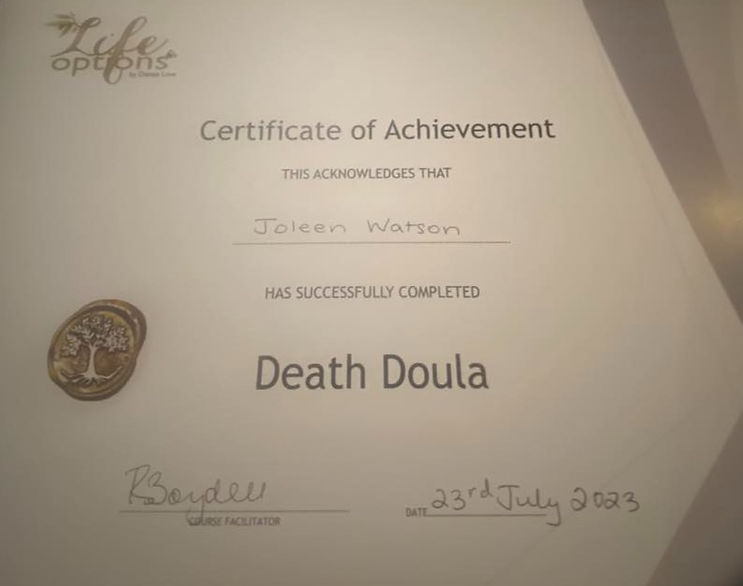 Life
options
Certificate of Achievement
THIS ACKNOWLEDGES THAT
Joleen Watson
HAS SUCCESSFULLY COMPLETED
Death Doula
RBoydell
COURSE FACILITATOR
DATE 23rd July 2023